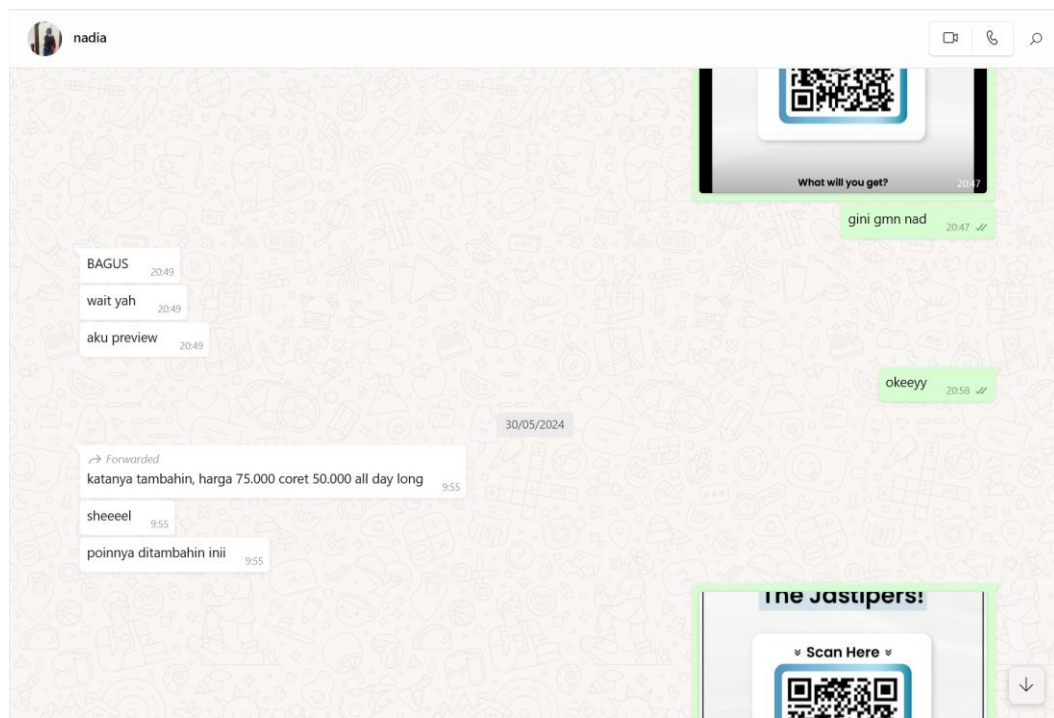 nadia
What will you get?
20:47
gini gmn nad 20:47
BAGUS 20:49
wait yah 20:49
aku preview 20:49
okeeyy 20:58
30/05/2024
Forwarded
katanya tambahin, harga 75.000 coret 50.000 all day long 9:55
sheeeel 9:55
poinnya ditambahin inii 9:55
The Jastipers!
Scan Here